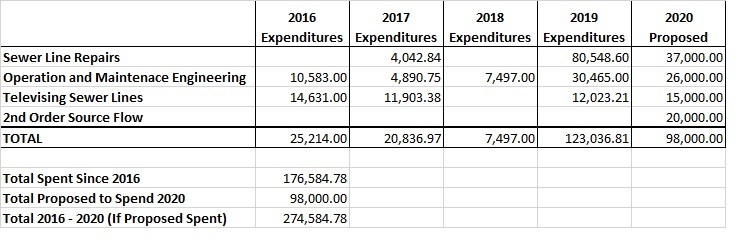 2016 2017 2018 2019 2020
Expenditures Expenditures Expenditures Expenditures Proposed
Sewer Line Repairs 4,042.84 80,548.60 37,000.00
Operation and Maintenace Engineering 10,583.00 4,890.75 7,497.00 30,465.00 26,000.00
Televising Sewer Lines 14,631.00 11,903.38 12,023.21 15,000.00
2nd Order Source Flow 20,000.00
TOTAL 25,214.00 20,836.97 7,497.00 123,036.81 98,000.00
Total Spent Since 2016 176,584.78
Total Proposed to Spend 2020 98,000.00
Total 2016 - 2020 (If Proposed Spent) 274,584.78